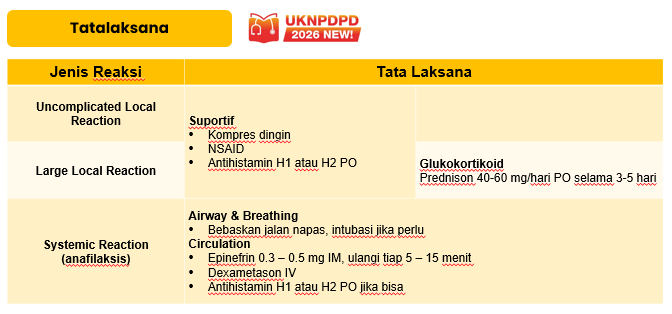 Tatalaksana
UKNPDPD
2026 NEW!
Jenis Reaksi
Tata Laksana
Uncomplicated Local
Reaction
Suportif
• Kompres dingin
• NSAID
• Antihistamin H1 atau H2 PO
Large Local Reaction
Glukokortikoid
Prednison 40-60 mg/hari PO selama 3-5 hari
Systemic Reaction
(anafilaksis)
Airway & Breathing
• Bebaskan jalan napas, intubasi jika perlu
Circulation
• Epinefrin 0.3 – 0.5 mg IM, ulangi tiap 5 – 15 menit
• Dexametason IV
• Antihistamin H1 atau H2 PO jika bisa